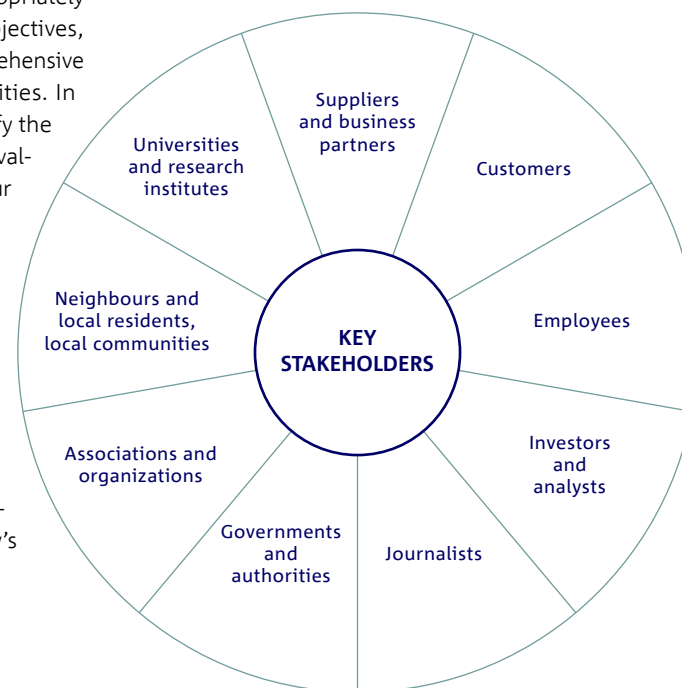 opriately
jectives,
ehensive
ities. In
fy the
val-
ur
-
y’s
Suppliers
and business
partners
Customers
Employees
Investors
and
analysts
Journalists
Governments
and
authorities
Associations and
organizations
Neighbours and
local residents,
local communities
Universities
and research
institutes
KEY
STAKEHOLDERS